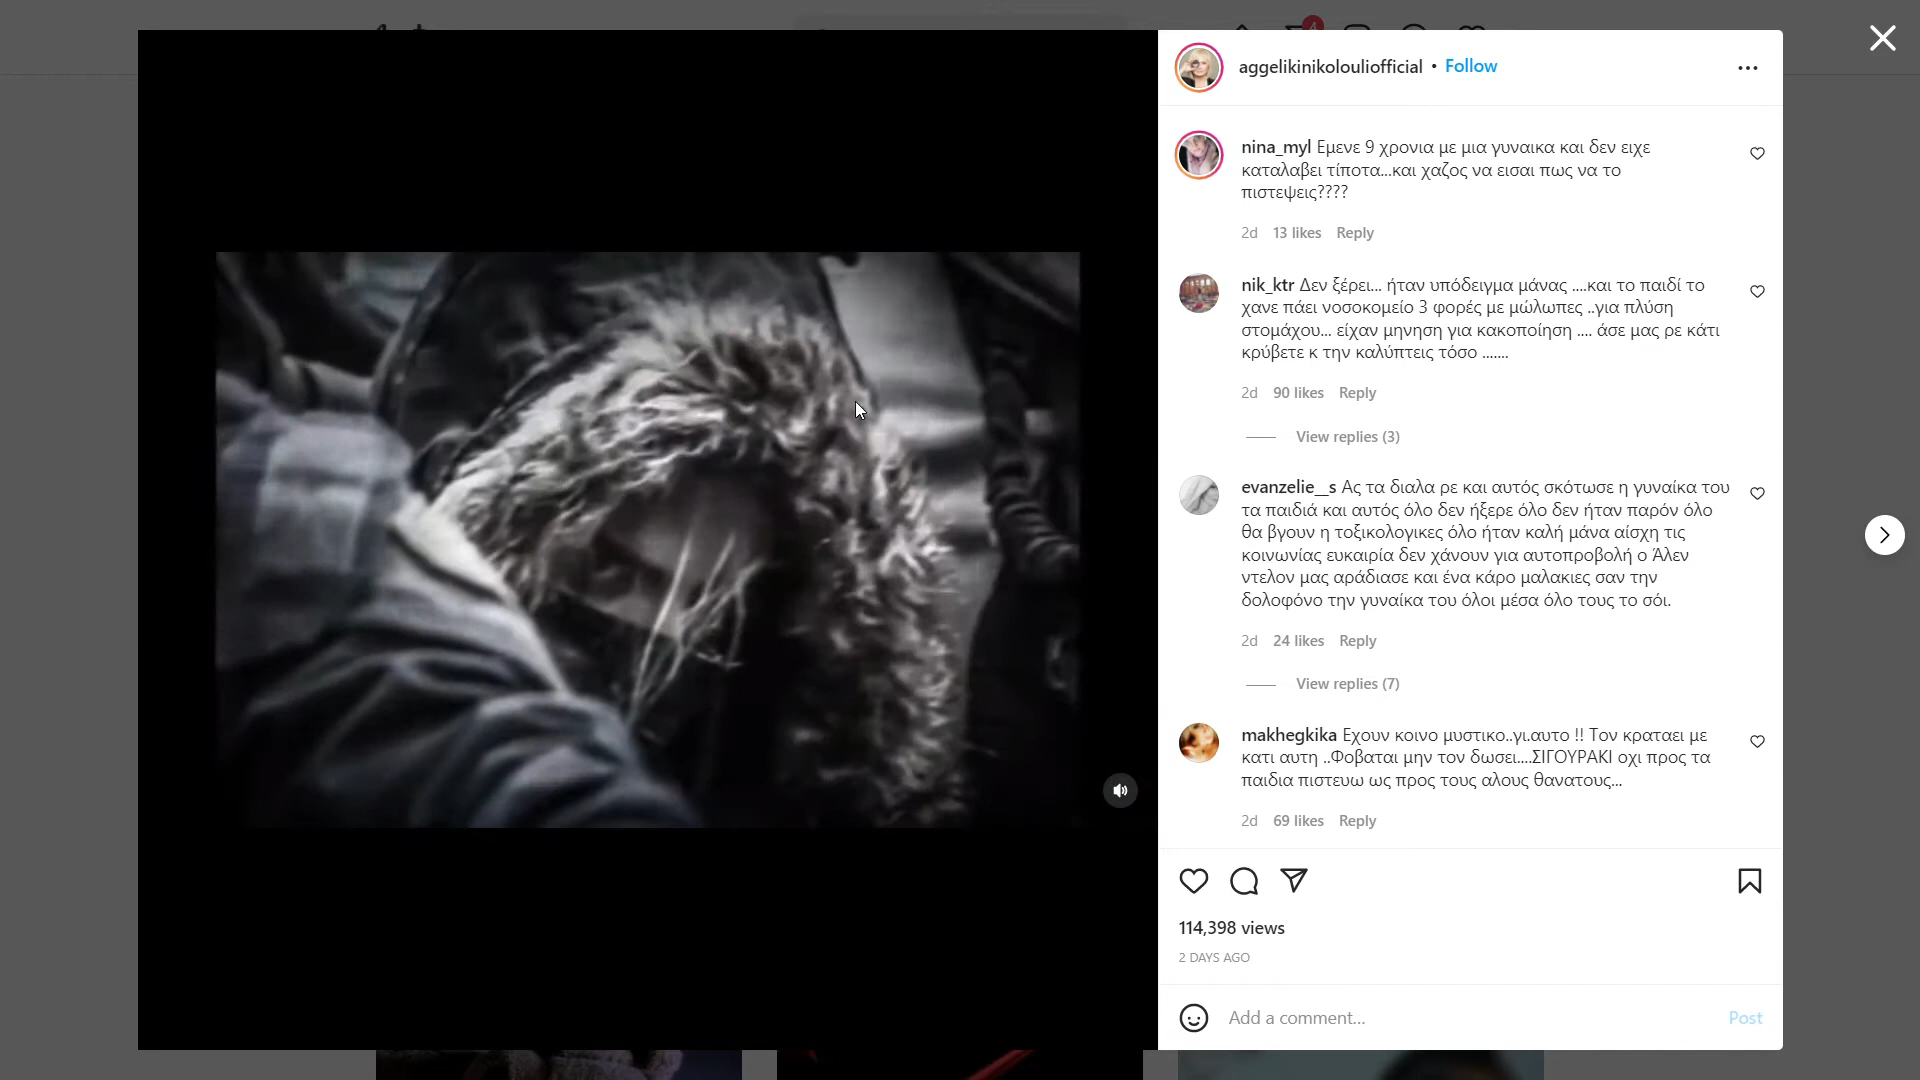 aggelikinikolouliofficial • Follow
nina_myl Εμενε 9 χρονια με μια γυναικα και δεν ειχε
καταλαβει τίποτα...και χαζος να εισαι πως να το
πιστεψεις????
2d 13 likes Reply
nik_ktr Δεν ξέρει... ήταν υπόδειγμα μάνας ....και το παιδί το
χανε πάει νοσοκομείο 3 φορές με μώλωπες ..για πλύση
στομάχου... είχαν μηνηση για κακοποίηση .... άσε μας ρε κάτι
κρύβετε κ την καλύπτεις τόσο .......
2d 90 likes Reply
View replies (3)
evanzelie__s Ας τα διαλα ρε και αυτός σκότωσε η γυναίκα του
τα παιδιά και αυτός όλο δεν ήξερε όλο δεν ήταν παρόν όλο
θα βγουν η τοξικολογικες όλο ήταν καλή μάνα αίσχη τις
κοινωνίας ευκαιρία δεν χάνουν για αυτοπροβολή ο Άλεν
ντελον μας αράδιασε και ένα κάρο μαλακιες σαν την
δολοφόνο την γυναίκα του όλοι μέσα όλο τους το σόι.
2d 24 likes Reply
View replies (7)
makhegkika Εχουν κοινο μυστικο..γι.αυτο !! Τον κραταει με
κατι αυτη ..Φοβαται μην τον δωσει....ΣΙΓΟΥΡΑΚΙ οχι προς τα
παιδια πιστευω ως προς τους αλους θανατους...
2d 69 likes Reply
114,398 views
2 DAYS AGO
Add a comment...
Post